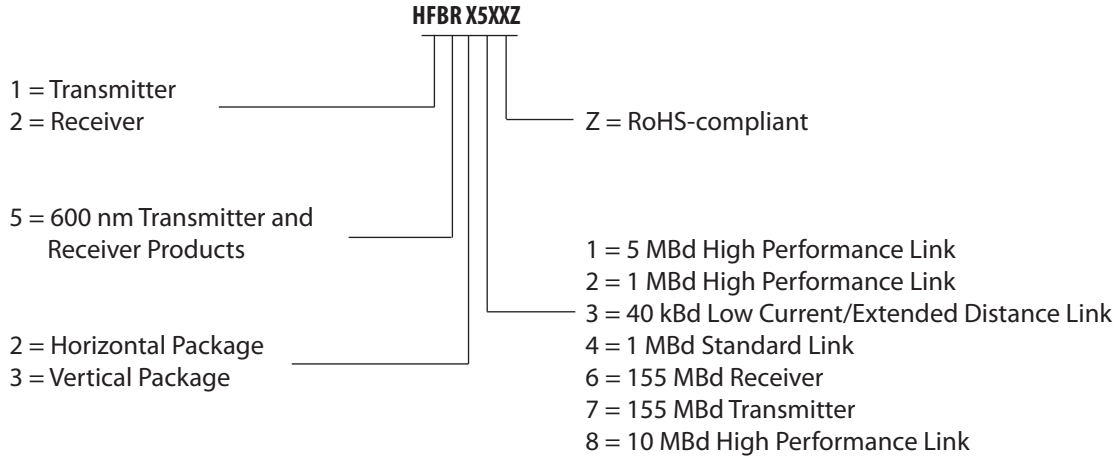 HFBR X5XXZ
1 = Transmitter
2 = Receiver
Z = RoHS-compliant
5 = 600 nm Transmitter and
Receiver Products
1 = 5 MBd High Performance Link
2 = 1 MBd High Performance Link
3 = 40 kBd Low Current/Extended Distance Link
4 = 1 MBd Standard Link
6 = 155 MBd Receiver
7 = 155 MBd Transmitter
8 = 10 MBd High Performance Link
2 = Horizontal Package
3 = Vertical Package